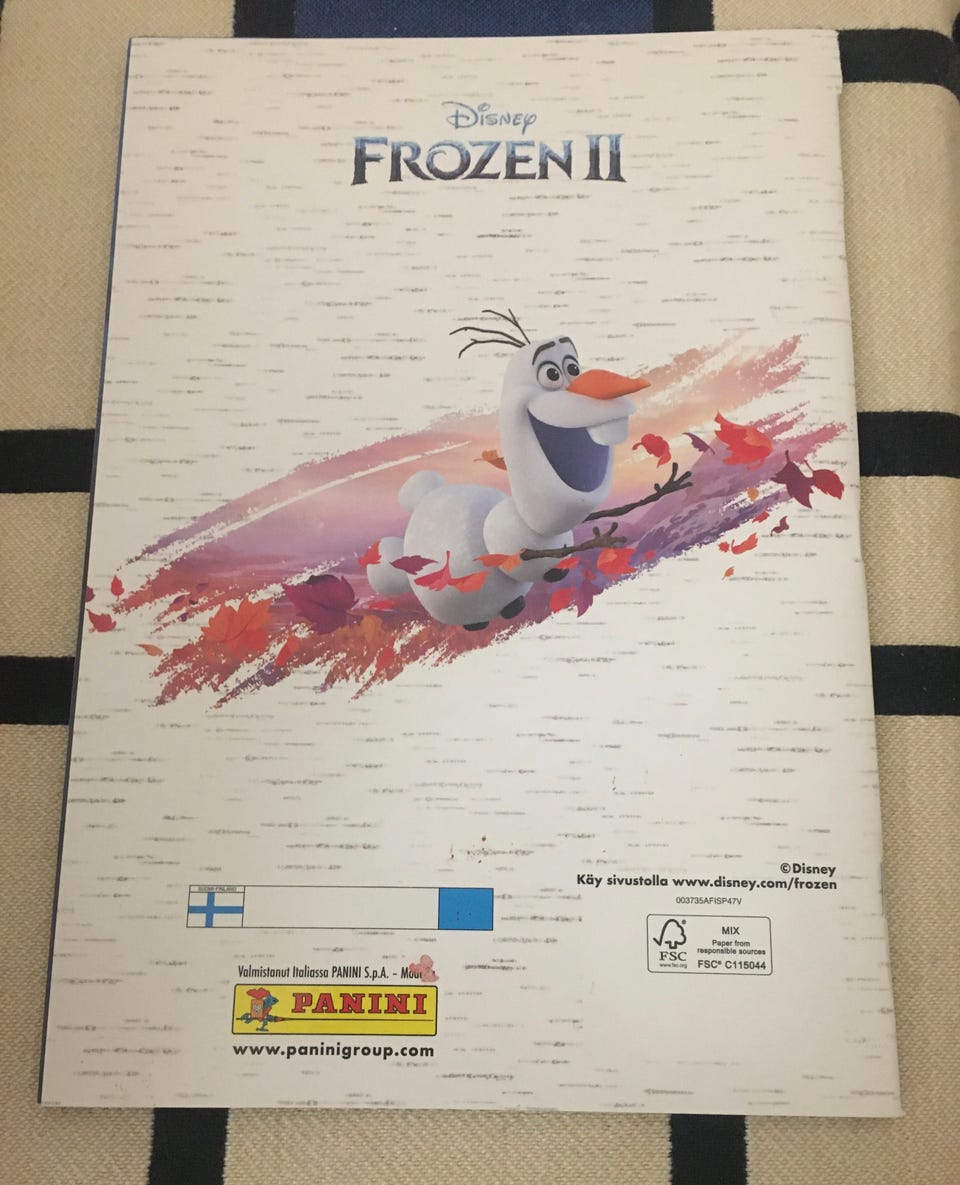 Disney
FROZEN II
©Disney
Käy sivustolla www.disney.com/frozen
003735AFISP47V
SUOMI-FINLAND
FSC
www.fsc.org
MIX
Paper from
responsible sources
FSC® C115044
Valmistanut Italiassa PANINI S.p.A. –
PANINI
www.paninigroup.com